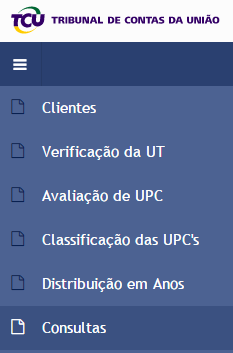 TCU TRIBUNAL DE CONTAS DA UNIÃO
Clientes
Verificação da UT
Avaliação de UPC
Classificação das UPC's
Distribuição em Anos
Consultas